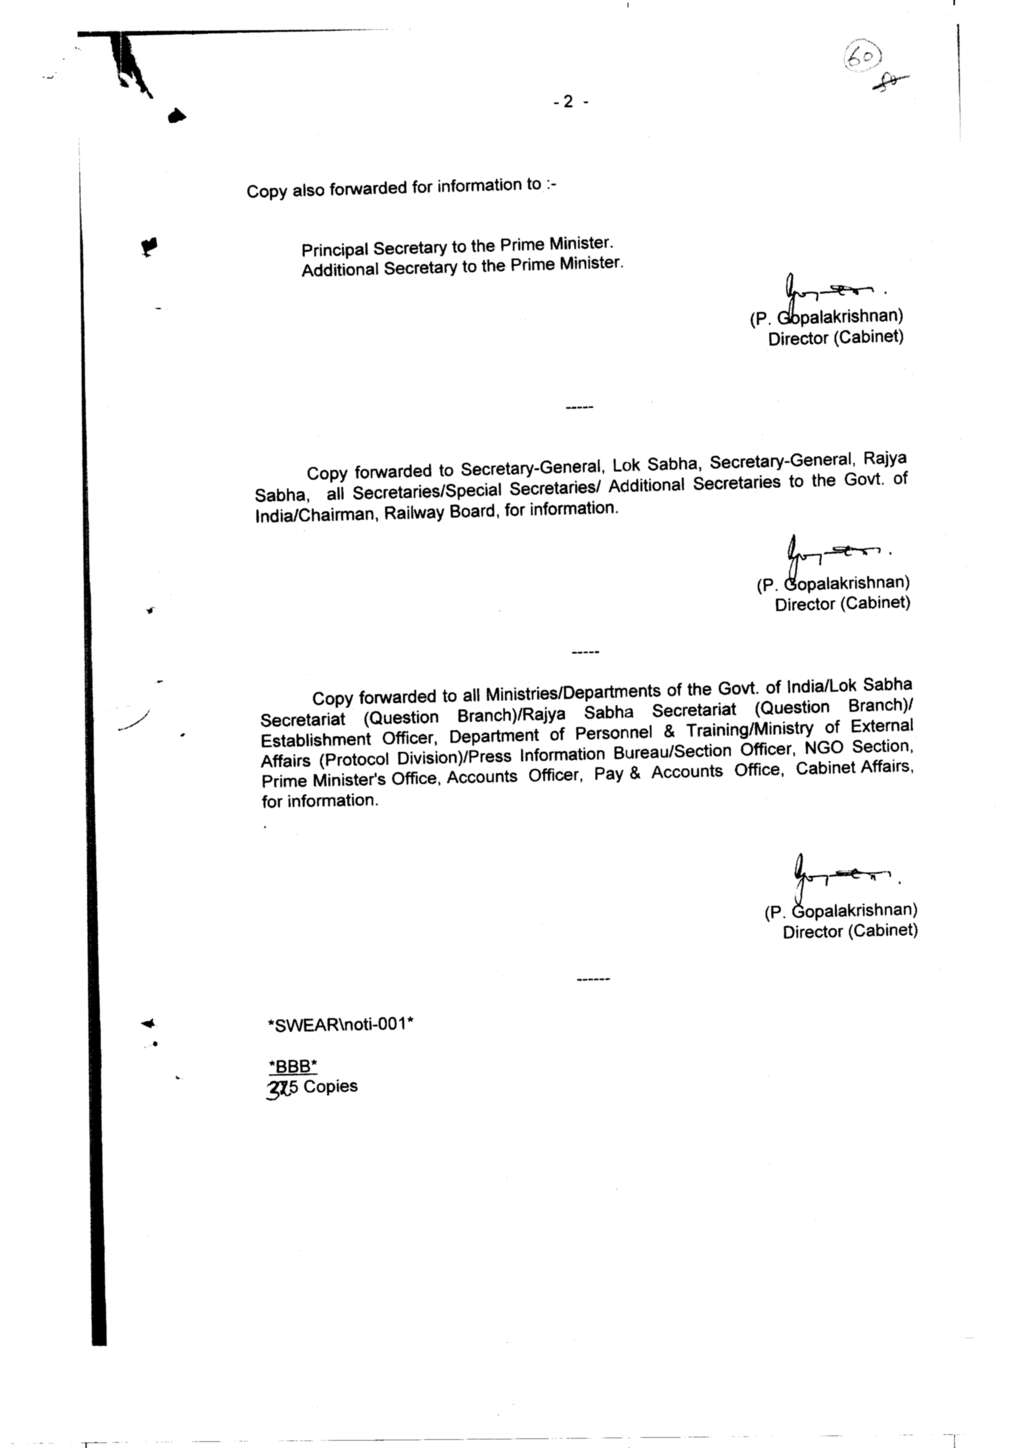 60
- 2 -
Copy also forwarded for information to :-
Principal Secretary to the Prime Minister.
Additional Secretary to the Prime Minister.
(P. Gopalakrishnan)
Director (Cabinet)
-----
Copy forwarded to Secretary-General, Lok Sabha, Secretary-General, Rajya
Sabha, all Secretaries/Special Secretaries/ Additional Secretaries to the Govt. of
India/Chairman, Railway Board, for information.
(P. Gopalakrishnan)
Director (Cabinet)
-----
Copy forwarded to all Ministries/Departments of the Govt. of India/Lok Sabha
Secretariat (Question Branch)/Rajya Sabha Secretariat (Question Branch)/
Establishment Officer, Department of Personnel & Training/Ministry of External
Affairs (Protocol Division)/Press Information Bureau/Section Officer, NGO Section,
Prime Minister's Office, Accounts Officer, Pay & Accounts Office, Cabinet Affairs,
for information.
(P. Gopalakrishnan)
Director (Cabinet)
------
*SWEAR\noti-001*
*BBB*
Copies